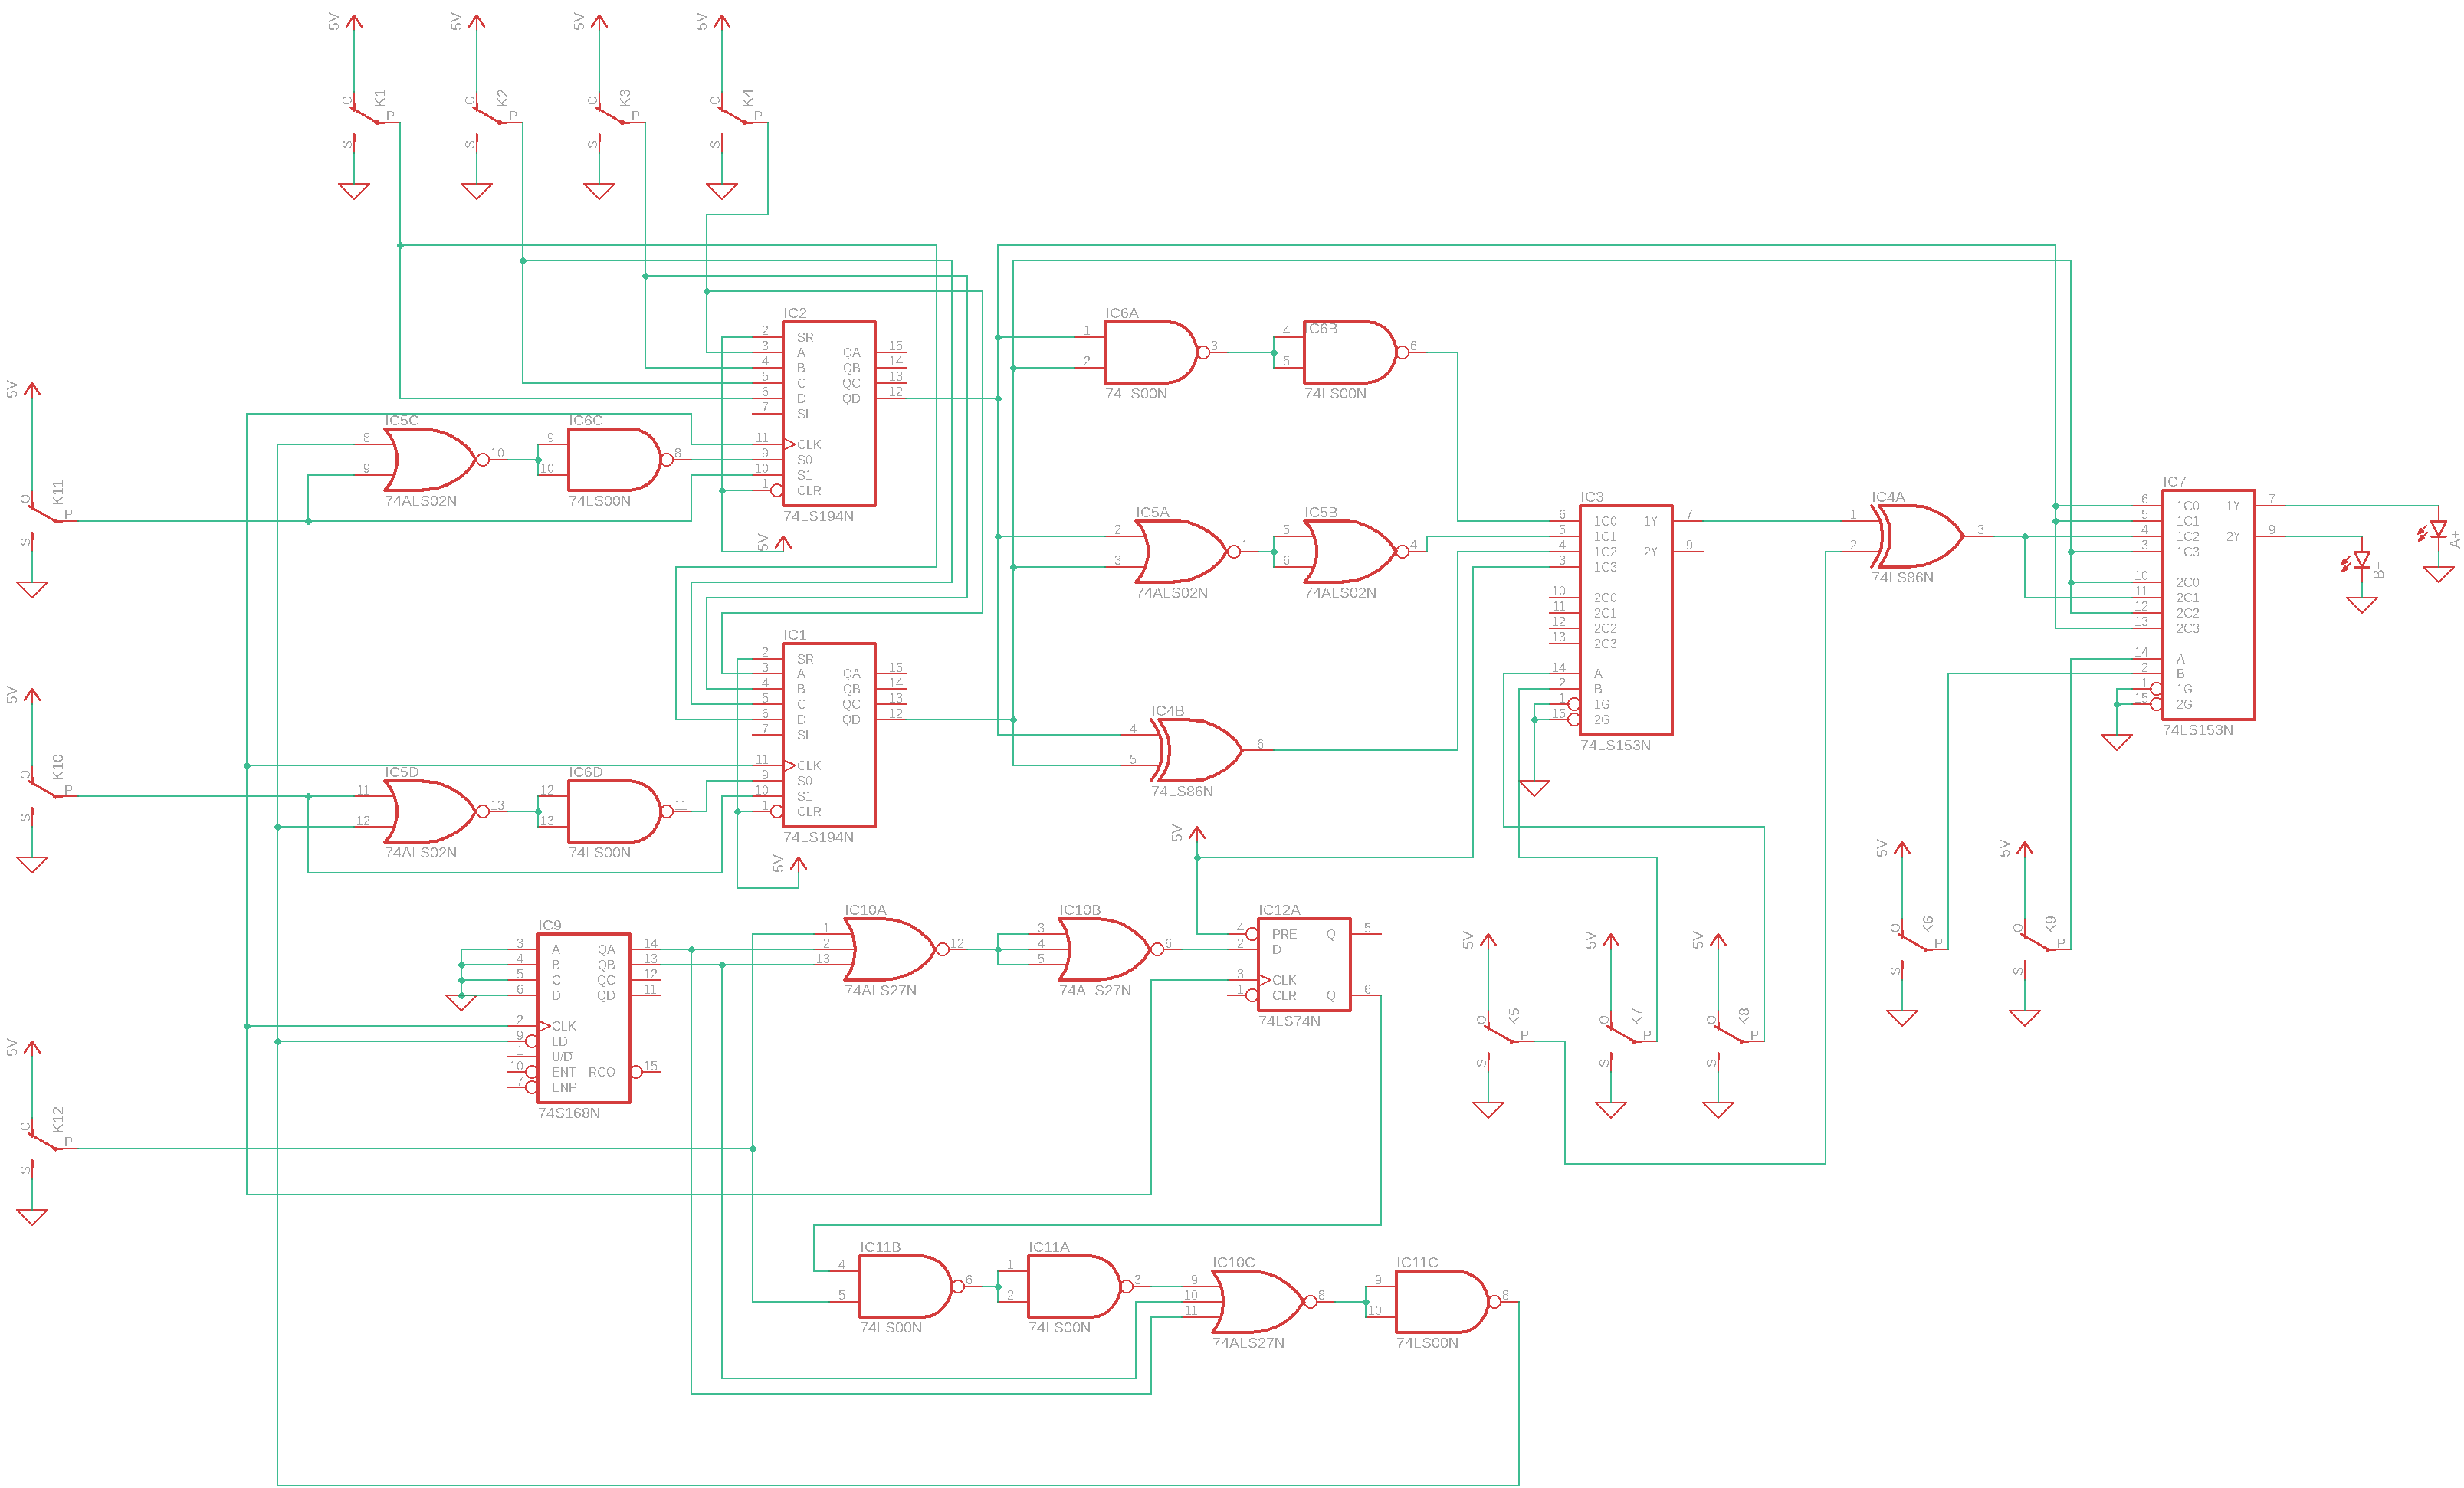 5V 5V 5V 5V
O K1 P S
O K2 P S
O K3 P S
O K4 P S
IC2
2 SR
3 A QA 15
4 B QB 14
5 C QC 13
6 D QD 12
7 SL
11 CLK
9 S0
10 S1
1 CLR
74LS194N
5V
IC6A
1 3
2
74LS00N
IC6B
4 6
5
74LS00N
5V
O K11 P S
IC5C
8 10
9
74ALS02N
IC6C
9 8
10
74LS00N
IC5A
2 1
3
74ALS02N
IC5B
5 4
6
74ALS02N
IC3
6 1C0 1Y 7
5 1C1
4 1C2 2Y 9
3 1C3
10 2C0
11 2C1
12 2C2
13 2C3
14 A
2 B
1 1G
15 2G
74LS153N
IC4A
1 3
2
74LS86N
IC7
6 1C0 1Y 7
5 1C1
4 1C2 2Y 9
3 1C3
10 2C0
11 2C1
12 2C2
13 2C3
14 A
2 B
1 1G
15 2G
74LS153N
A+
B+
IC1
2 SR
3 A QA 15
4 B QB 14
5 C QC 13
6 D QD 12
7 SL
11 CLK
9 S0
10 S1
1 CLR
74LS194N
5V
5V
O K10 P S
IC5D
11 13
12
74ALS02N
IC6D
12 11
13
74LS00N
IC4B
4 6
5
74LS86N
5V
IC9
3 A QA 14
4 B QB 13
5 C QC 12
6 D QD 11
2 CLK
9 LD
1 U/D
10 ENT RCO 15
7 ENP
74S168N
IC10A
1
2 12
13
74ALS27N
IC10B
3
4 6
5
74ALS27N
IC12A
4 PRE Q 5
2 D
3 CLK
1 CLR Q 6
74LS74N
5V
O K5 P S
5V
O K7 P S
5V
O K8 P S
5V
O K6 P S
5V
O K9 P S
5V
O K12 P S
IC11B
4 6
5
74LS00N
IC11A
1 3
2
74LS00N
IC10C
9
10 8
11
74ALS27N
IC11C
9 8
10
74LS00N